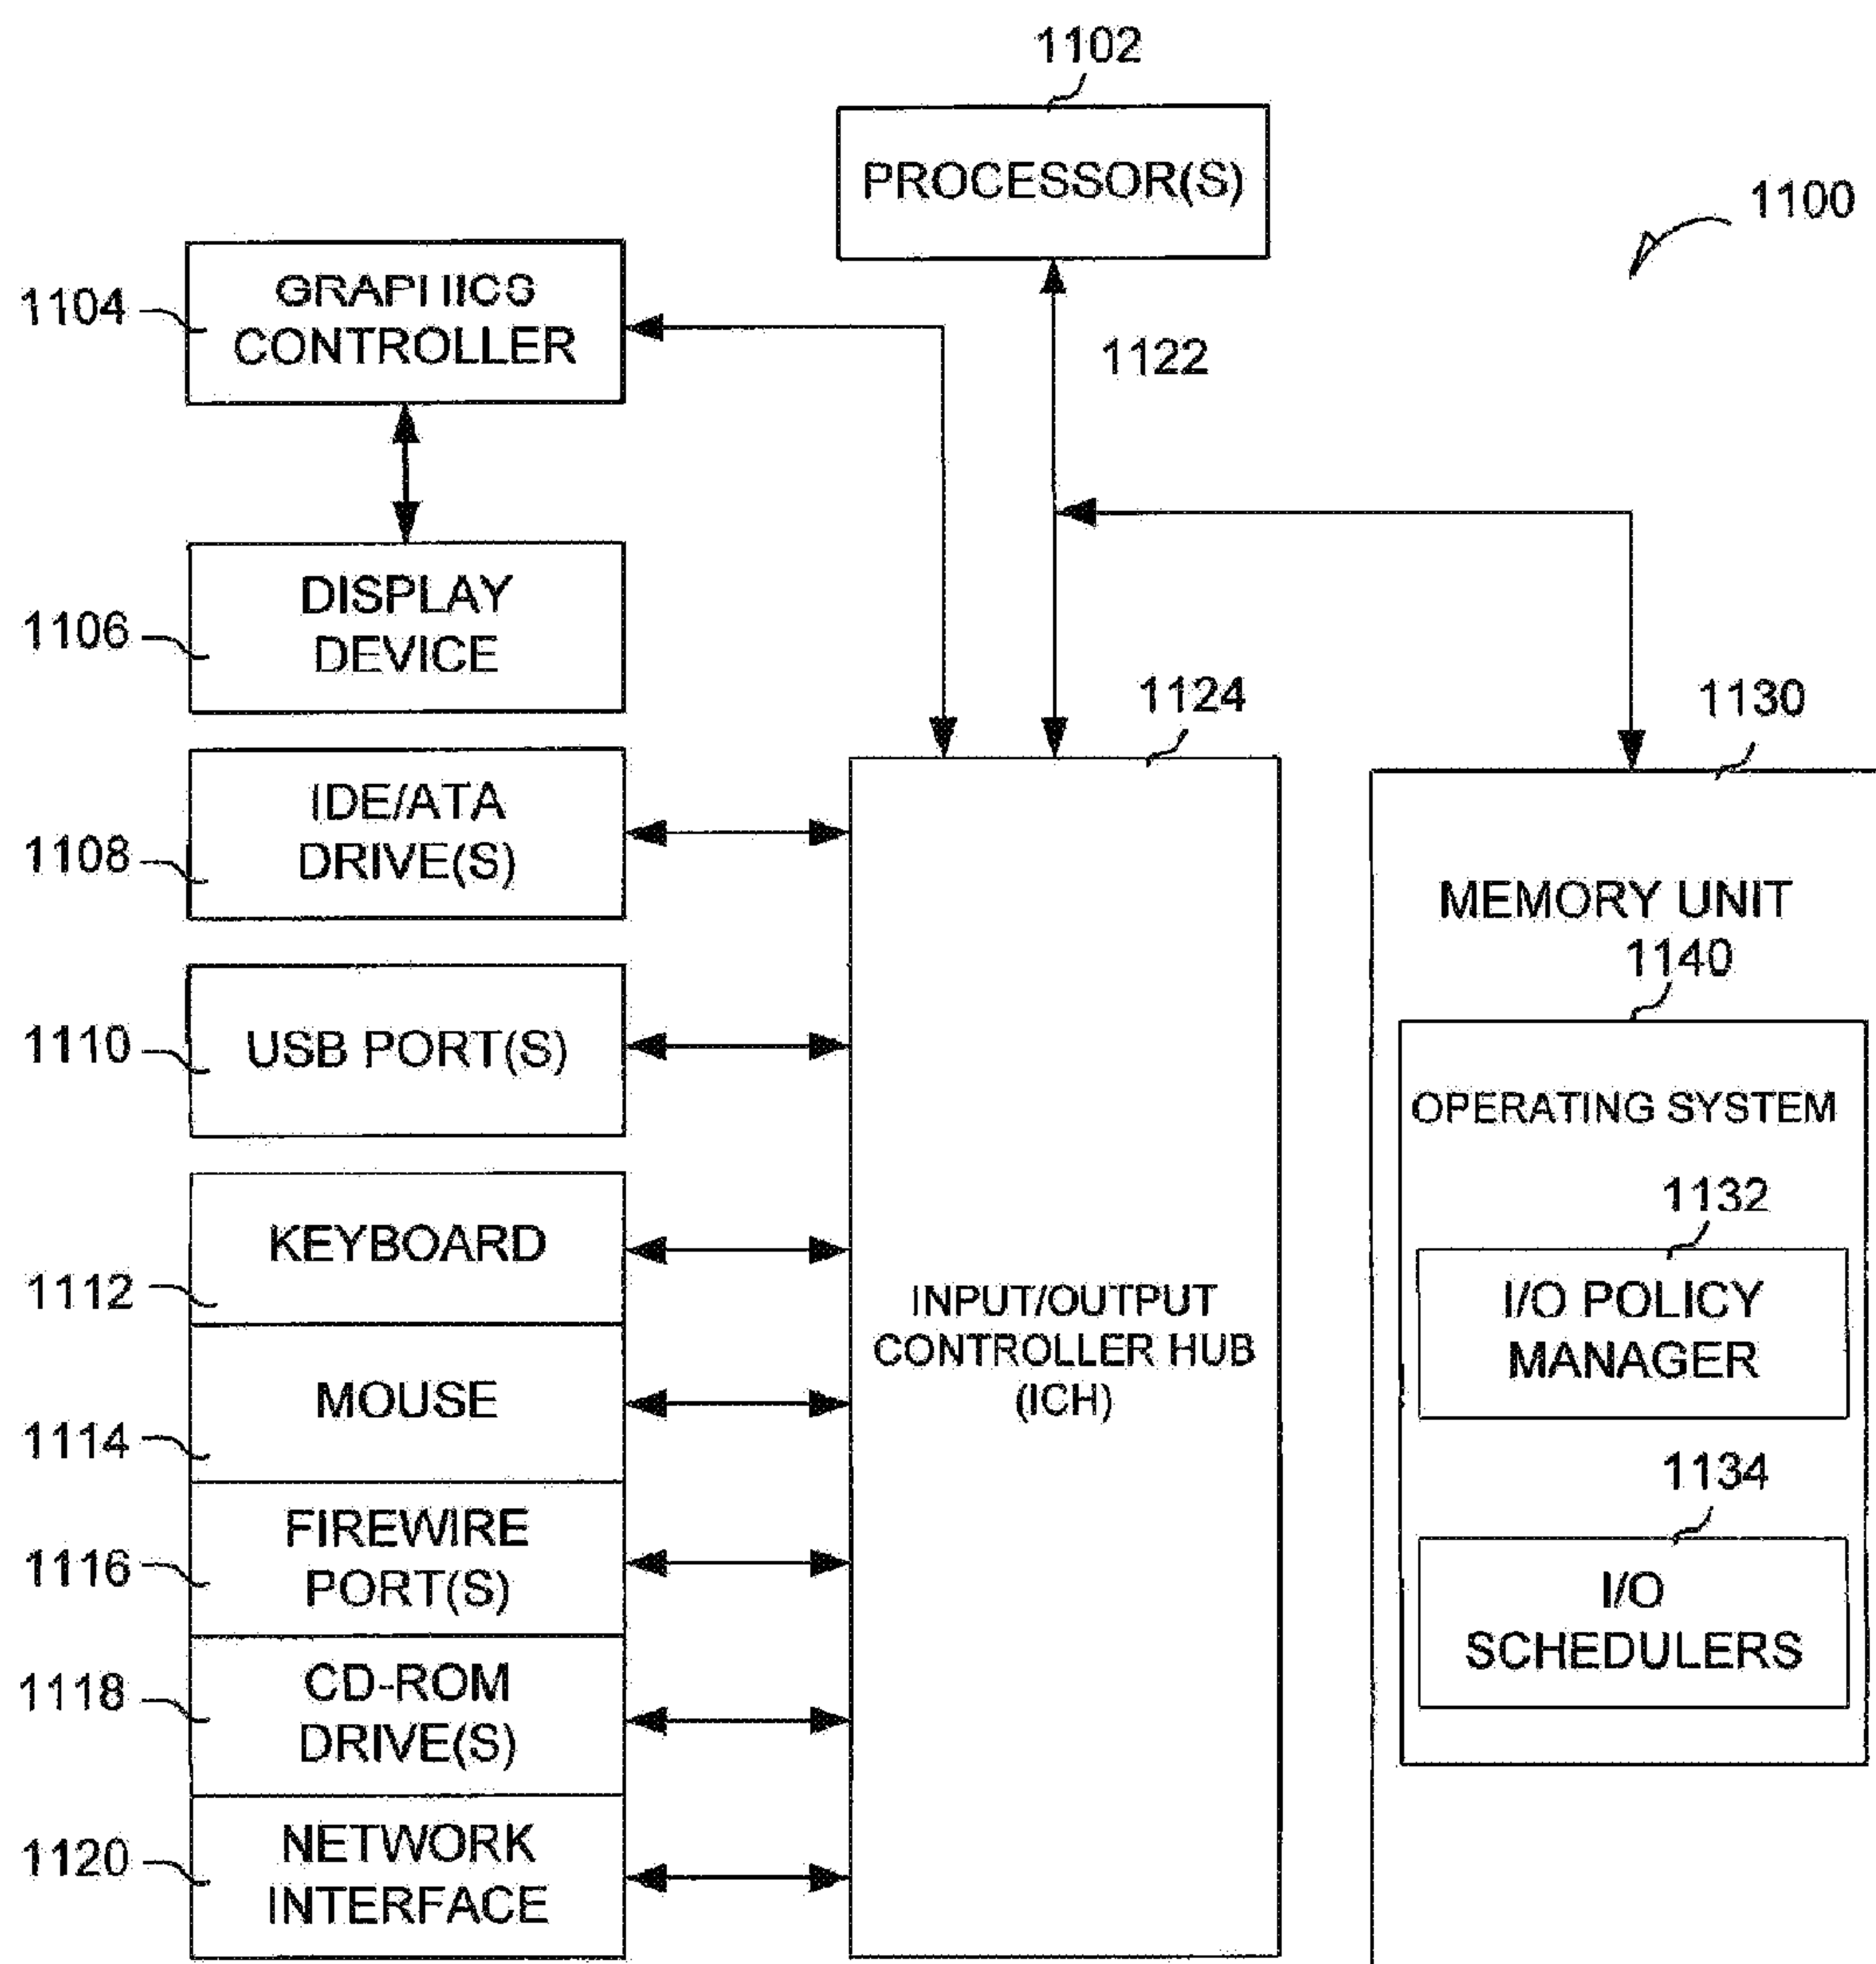 1102
PROCESSOR(S)
1100
1104
GRAPHICS
CONTROLLER
1122
1106
DISPLAY
DEVICE
1124
1130
1108
IDE/ATA
DRIVE(S)
MEMORY UNIT
1140
1110
USB PORT(S)
OPERATING SYSTEM
1132
I/O POLICY
MANAGER
1112
KEYBOARD
INPUT/OUTPUT
CONTROLLER HUB
(ICH)
1114
MOUSE
1134
I/O
SCHEDULERS
1116
FIREWIRE
PORT(S)
1118
CD-ROM
DRIVE(S)
1120
NETWORK
INTERFACE